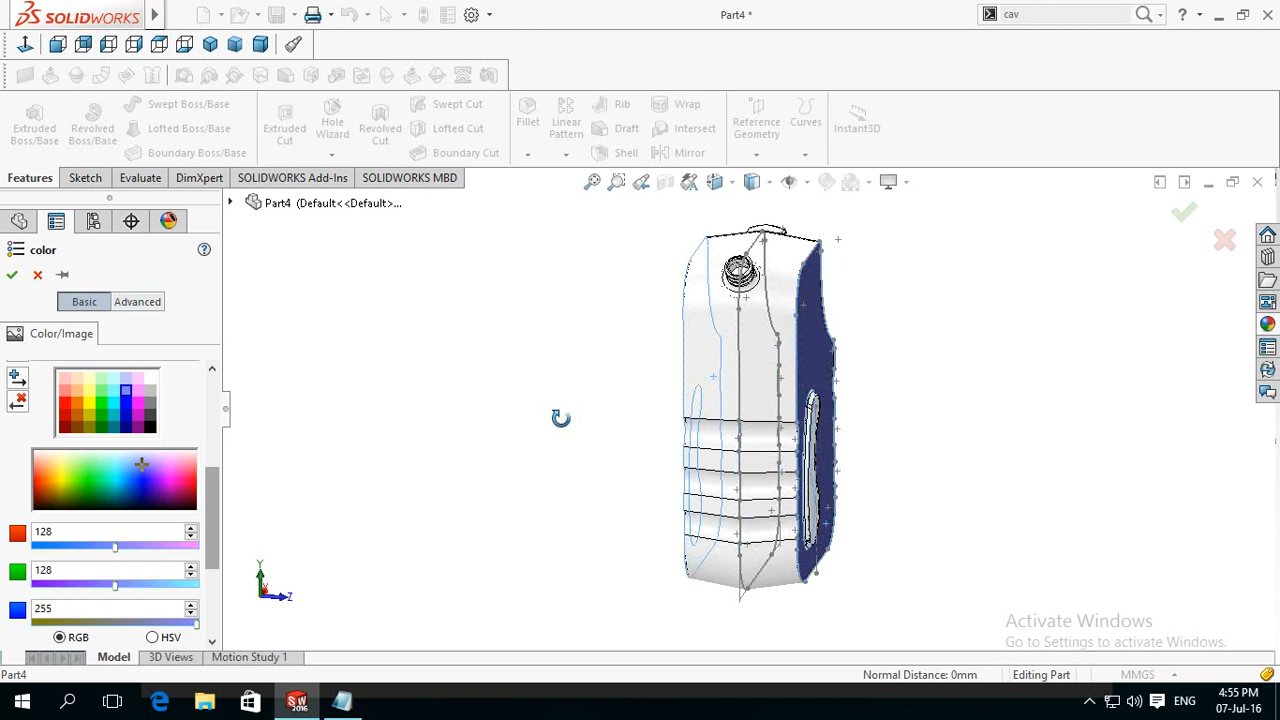 SOLIDWORKS
Part4 *
cav
Extruded Boss/Base
Revolved Boss/Base
Swept Boss/Base
Lofted Boss/Base
Boundary Boss/Base
Extruded Cut
Hole Wizard
Revolved Cut
Swept Cut
Lofted Cut
Boundary Cut
Fillet
Linear Pattern
Rib
Draft
Shell
Wrap
Intersect
Mirror
Reference Geometry
Curves
Instant3D
Features Sketch Evaluate DimXpert SOLIDWORKS Add-Ins SOLIDWORKS MBD
Part4 (Default<<Default>...
color
Basic Advanced
Color/Image
128
128
255
RGB HSV
Y
Z
Activate Windows
Go to Settings to activate Windows.
Model 3D Views Motion Study 1
Part4 Normal Distance: 0mm Editing Part MMGS
SW 2016
ENG
4:55 PM
07-Jul-16